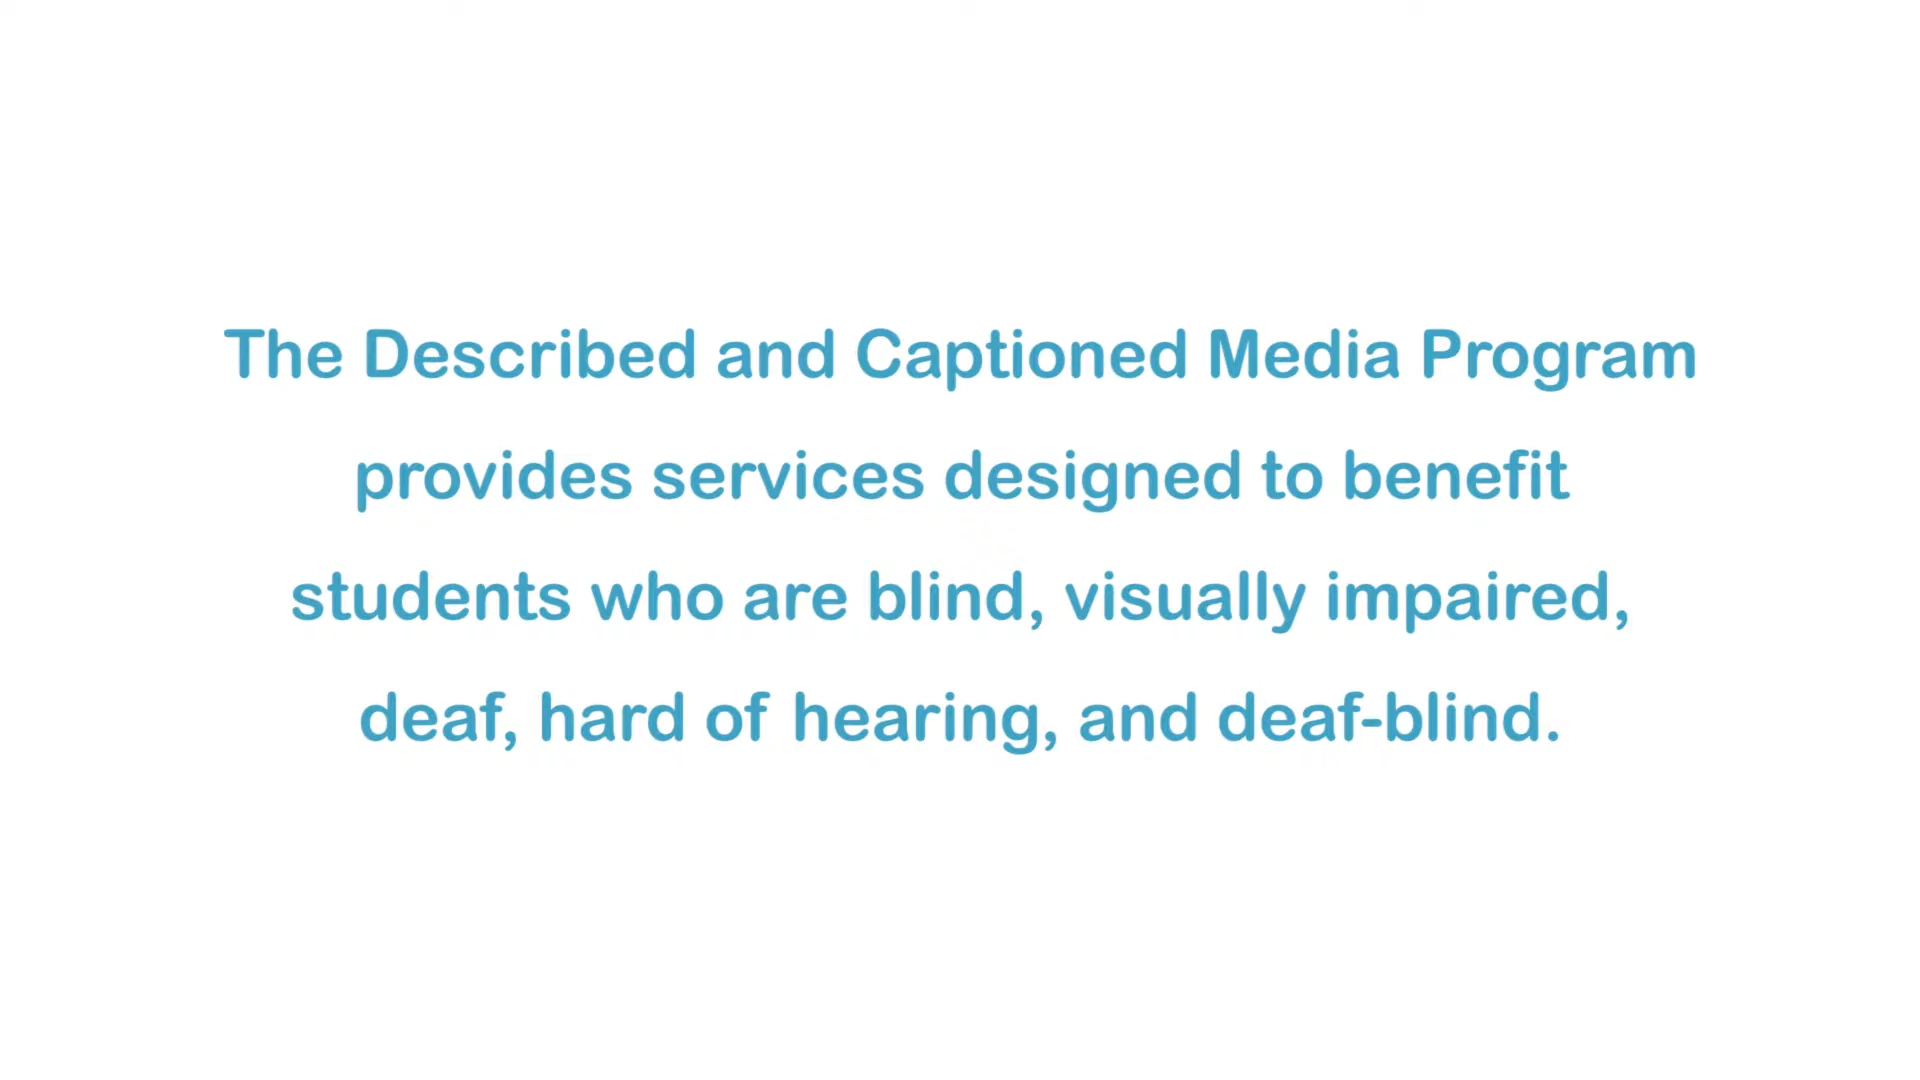 The Described and Captioned Media Program
provides services designed to benefit
students who are blind, visually impaired,
deaf, hard of hearing, and deaf-blind.